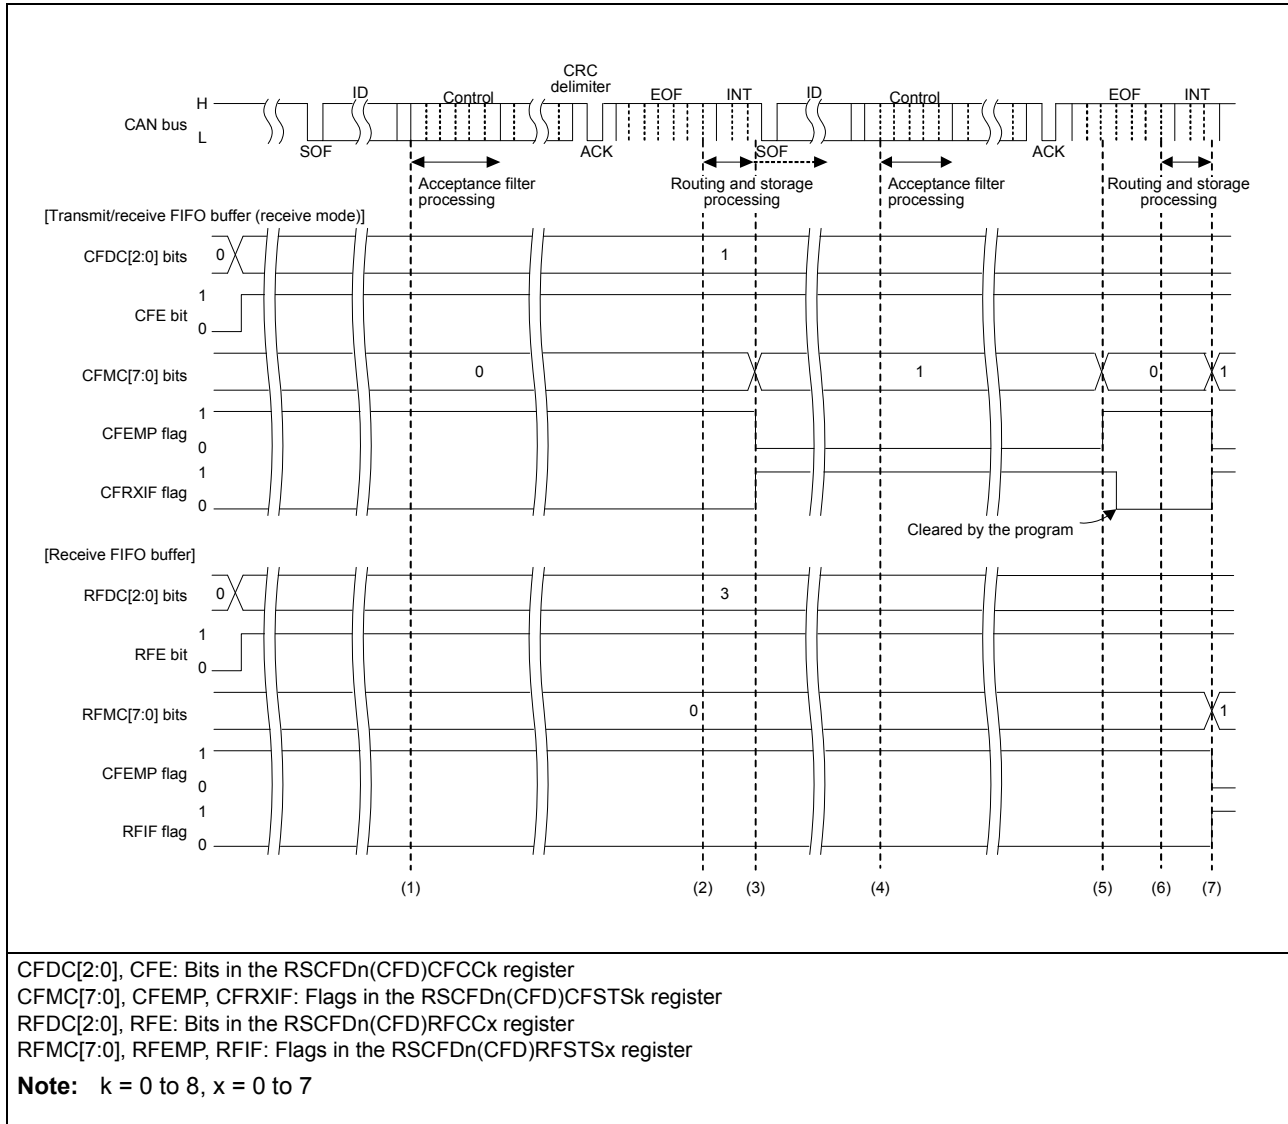 CRC
delimiter
ID Control EOF INT ID Control EOF INT
H
CAN bus
L
SOF ACK SOF ACK
Acceptance filter
processing
Routing and storage
processing
Acceptance filter
processing
Routing and storage
processing
[Transmit/receive FIFO buffer (receive mode)]
CFDC[2:0] bits 0 1
1
CFE bit
0
CFMC[7:0] bits 0 1 0 1
1
CFEMP flag
0
1
CFRXIF flag
0
Cleared by the program
[Receive FIFO buffer]
RFDC[2:0] bits 0 3
1
RFE bit
0
RFMC[7:0] bits 0 1
1
CFEMP flag
0
1
RFIF flag
0
(1) (2) (3) (4) (5) (6) (7)
CFDC[2:0], CFE: Bits in the RSCFDn(CFD)CFCCk register
CFMC[7:0], CFEMP, CFRXIF: Flags in the RSCFDn(CFD)CFSTSk register
RFDC[2:0], RFE: Bits in the RSCFDn(CFD)RFCCx register
RFMC[7:0], RFEMP, RFIF: Flags in the RSCFDn(CFD)RFSTSx register
Note: k = 0 to 8, x = 0 to 7